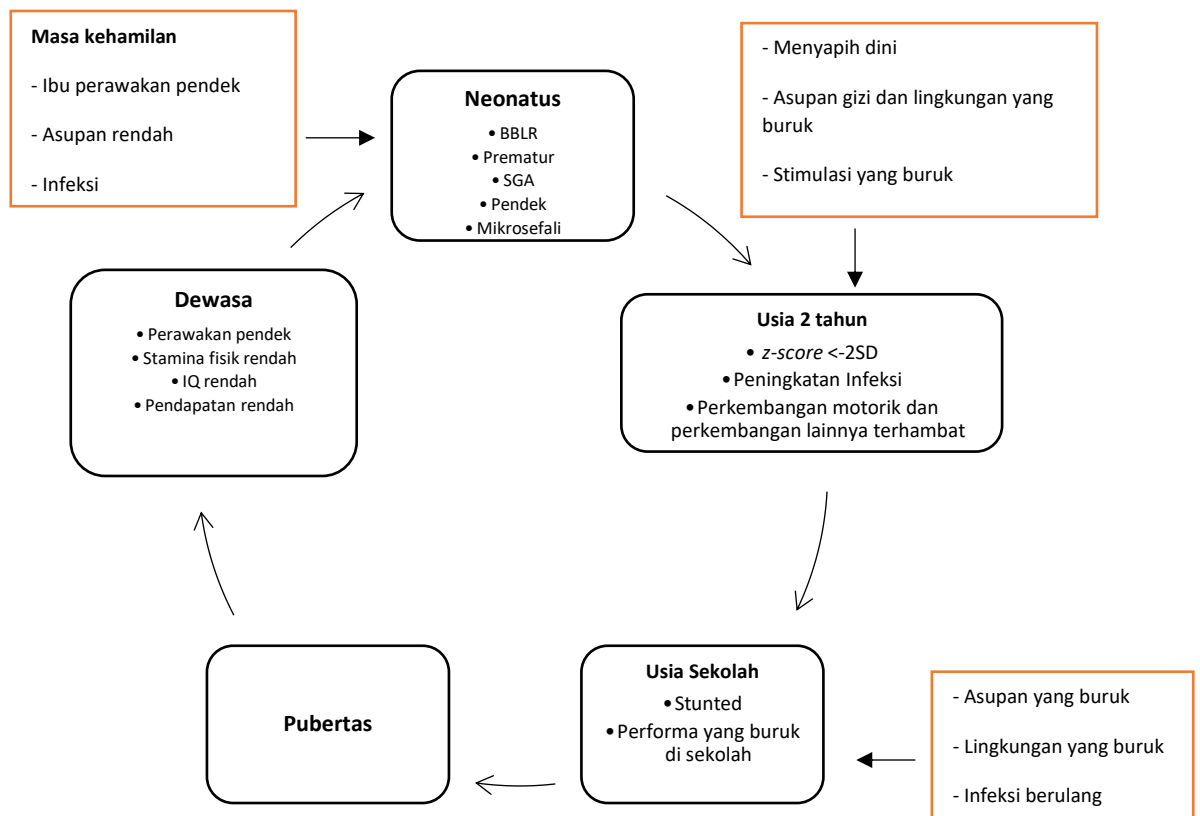 Masa kehamilan
- Ibu perawakan pendek
- Asupan rendah
- Infeksi
Neonatus
• BBLR
• Prematur
• SGA
• Pendek
• Mikrosefali
- Menyapih dini
- Asupan gizi dan lingkungan yang
buruk
- Stimulasi yang buruk
Usia 2 tahun
• z-score <-2SD
• Peningkatan Infeksi
• Perkembangan motorik dan
perkembangan lainnya terhambat
Usia Sekolah
• Stunted
• Performa yang buruk
di sekolah
- Asupan yang buruk
- Lingkungan yang buruk
- Infeksi berulang
Pubertas
Dewasa
• Perawakan pendek
• Stamina fisik rendah
• IQ rendah
• Pendapatan rendah